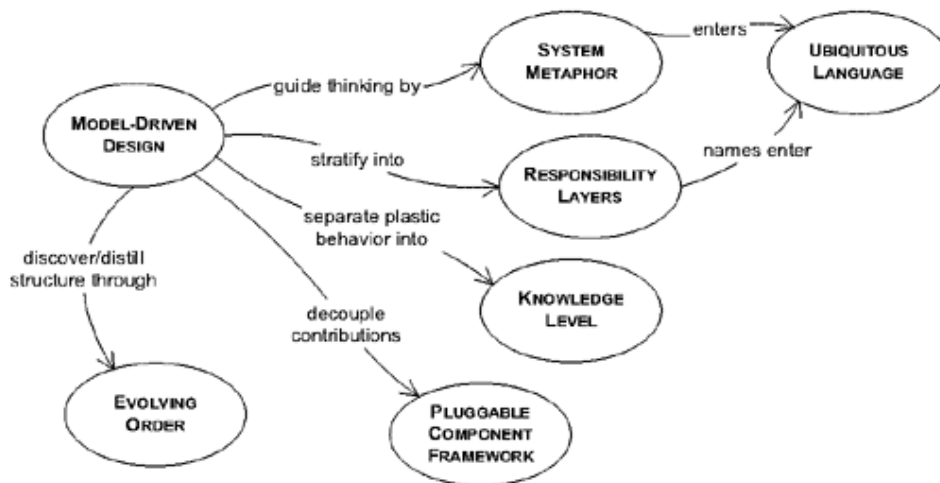 SYSTEM
METAPHOR
enters
UBIQUITOUS
LANGUAGE
guide thinking by
MODEL-DRIVEN
DESIGN
stratify into
names enter
RESPONSIBILITY
LAYERS
separate plastic
behavior into
discover/distill
structure through
KNOWLEDGE
LEVEL
decouple
contributions
EVOLVING
ORDER
PLUGGABLE
COMPONENT
FRAMEWORK